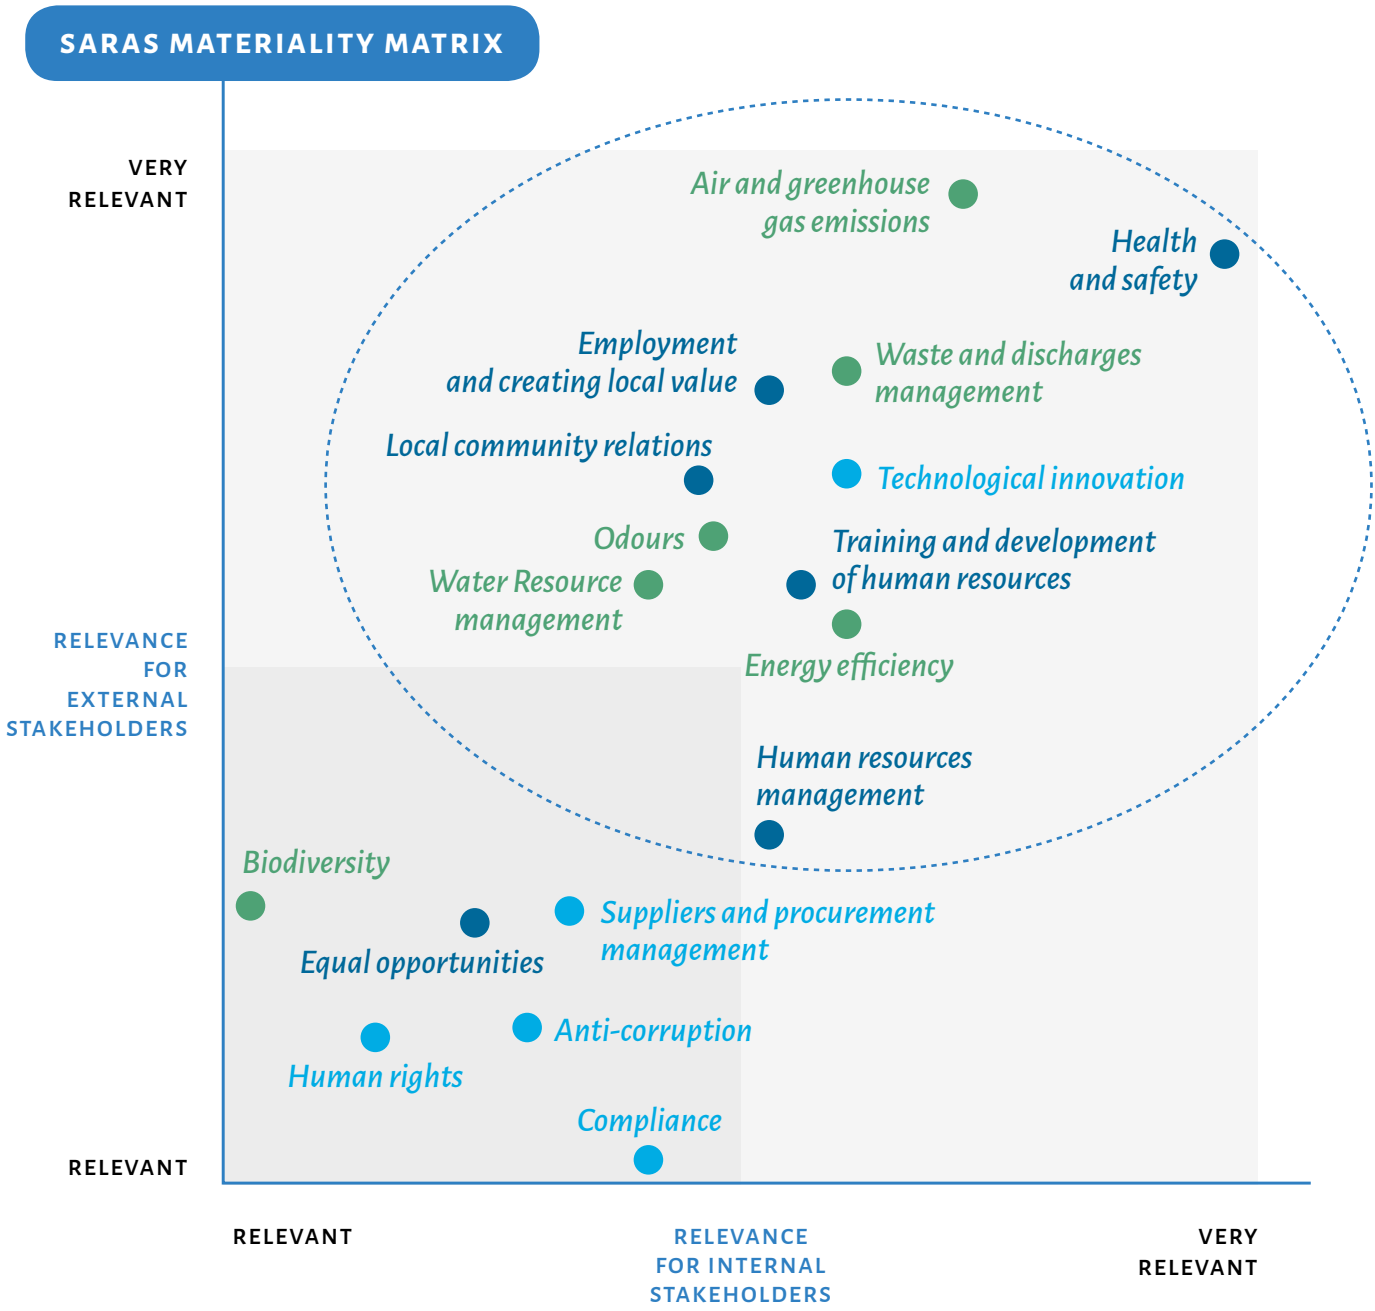 SARAS MATERIALITY MATRIX
VERY
RELEVANT
Air and greenhouse
gas emissions
Health
and safety
Employment
and creating local value
Waste and discharges
management
Local community relations
Technological innovation
Odours
Training and development
of human resources
Water Resource
management
Energy efficiency
RELEVANCE
FOR
EXTERNAL
STAKEHOLDERS
Human resources
management
Biodiversity
Suppliers and procurement
management
Equal opportunities
Anti-corruption
Human rights
Compliance
RELEVANT
RELEVANT
RELEVANCE
FOR INTERNAL
STAKEHOLDERS
VERY
RELEVANT